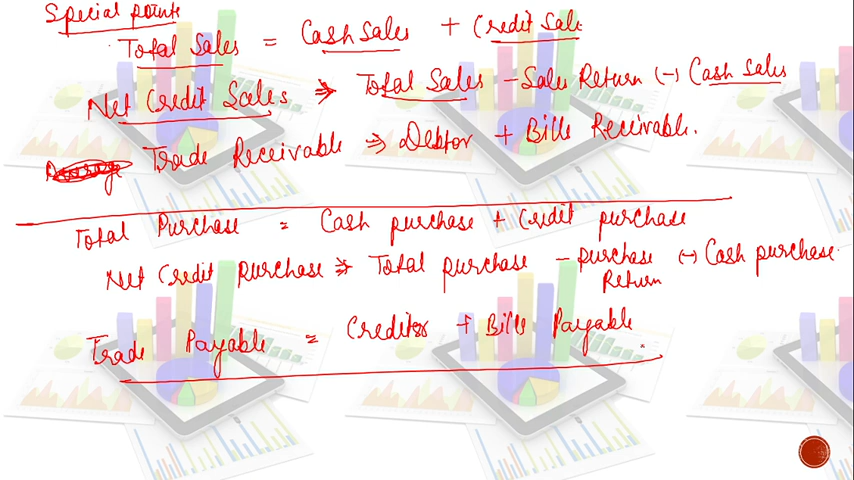 Special points
Total Sales = Cash Sales + Credit Sale
Net Credit Sales ⇒ Total Sales - Sales Return (-) Cash Sales
Trade Receivable ⇒ Debtor + Bills Receivable.
Total Purchase = Cash purchase + Credit purchase
Net Credit purchase ⇒ Total purchase - purchase Return (-) Cash purchase.
Trade Payable = Creditor + Bills Payable